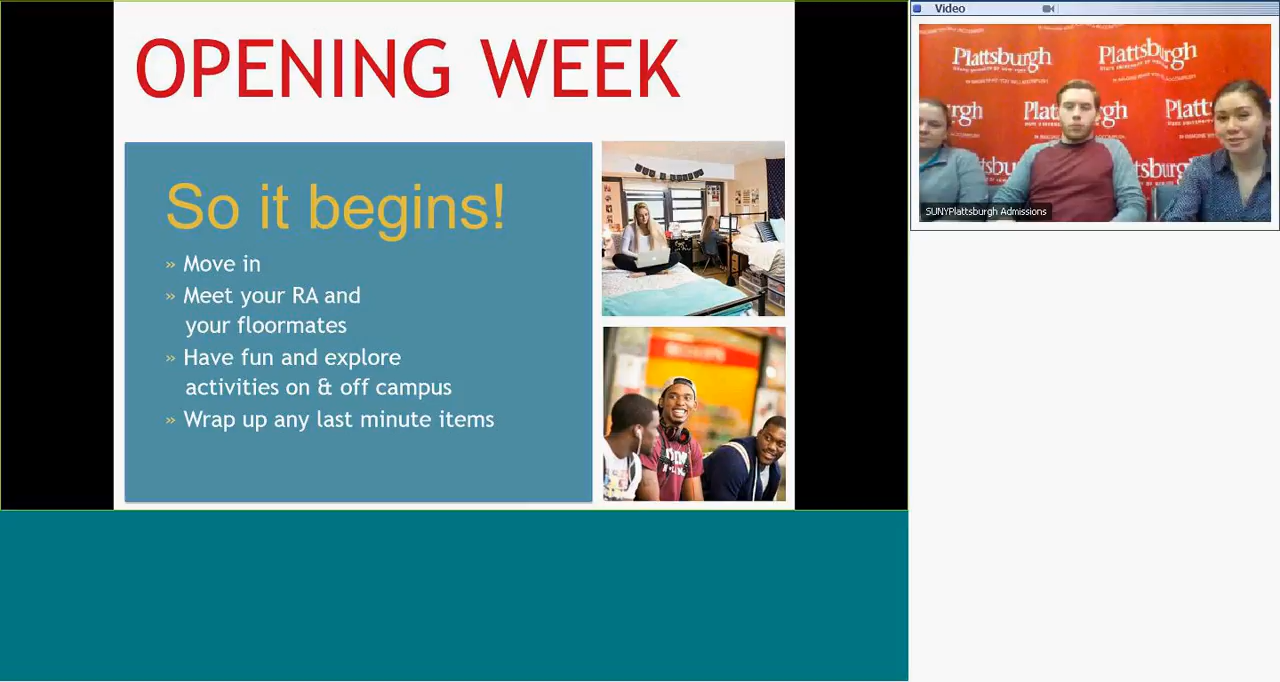 OPENING WEEK
So it begins!
» Move in
» Meet your RA and
your floormates
» Have fun and explore
activities on & off campus
» Wrap up any last minute items
Video
Plattsburgh
Plattsburgh
Plattsburgh
SUNYPlattsburgh Admissions